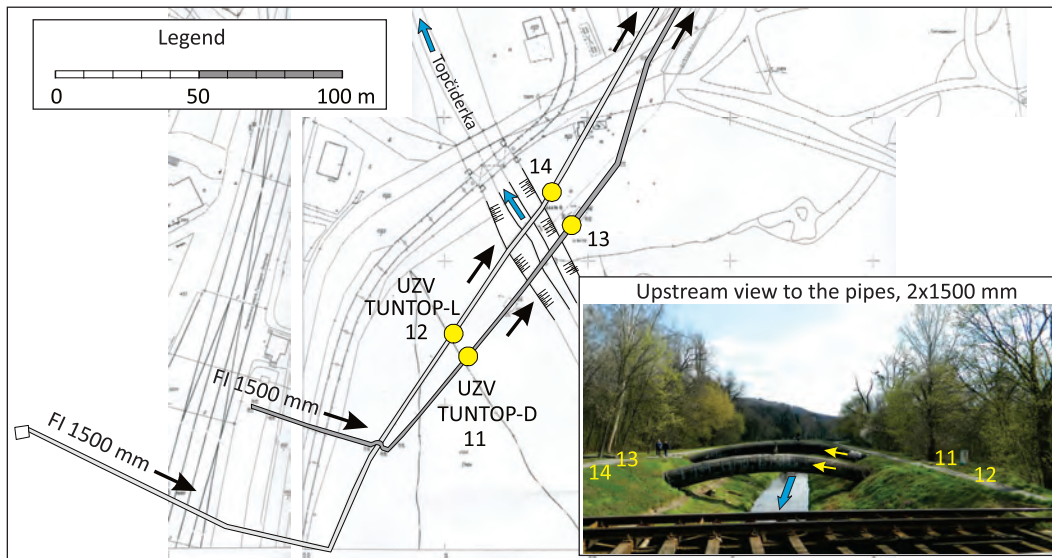 Legend
0 50 100 m
Topčiderka
14
13
UZV
TUNTOP-L
12
UZV
TUNTOP-D
11
FI 1500 mm
FI 1500 mm
Upstream view to the pipes, 2x1500 mm
13
14
11
12